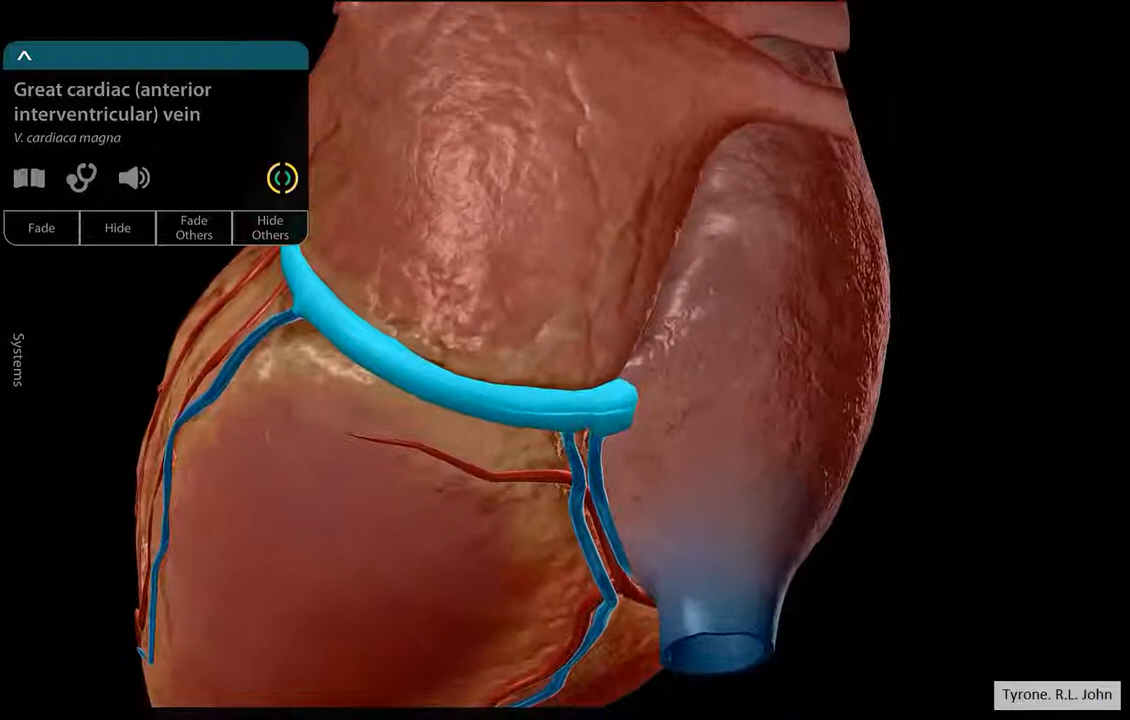 Great cardiac (anterior
interventricular) vein
V. cardiaca magna
Fade
Hide
Fade
Others
Hide
Others
Systems
Tyrone. R.L. John